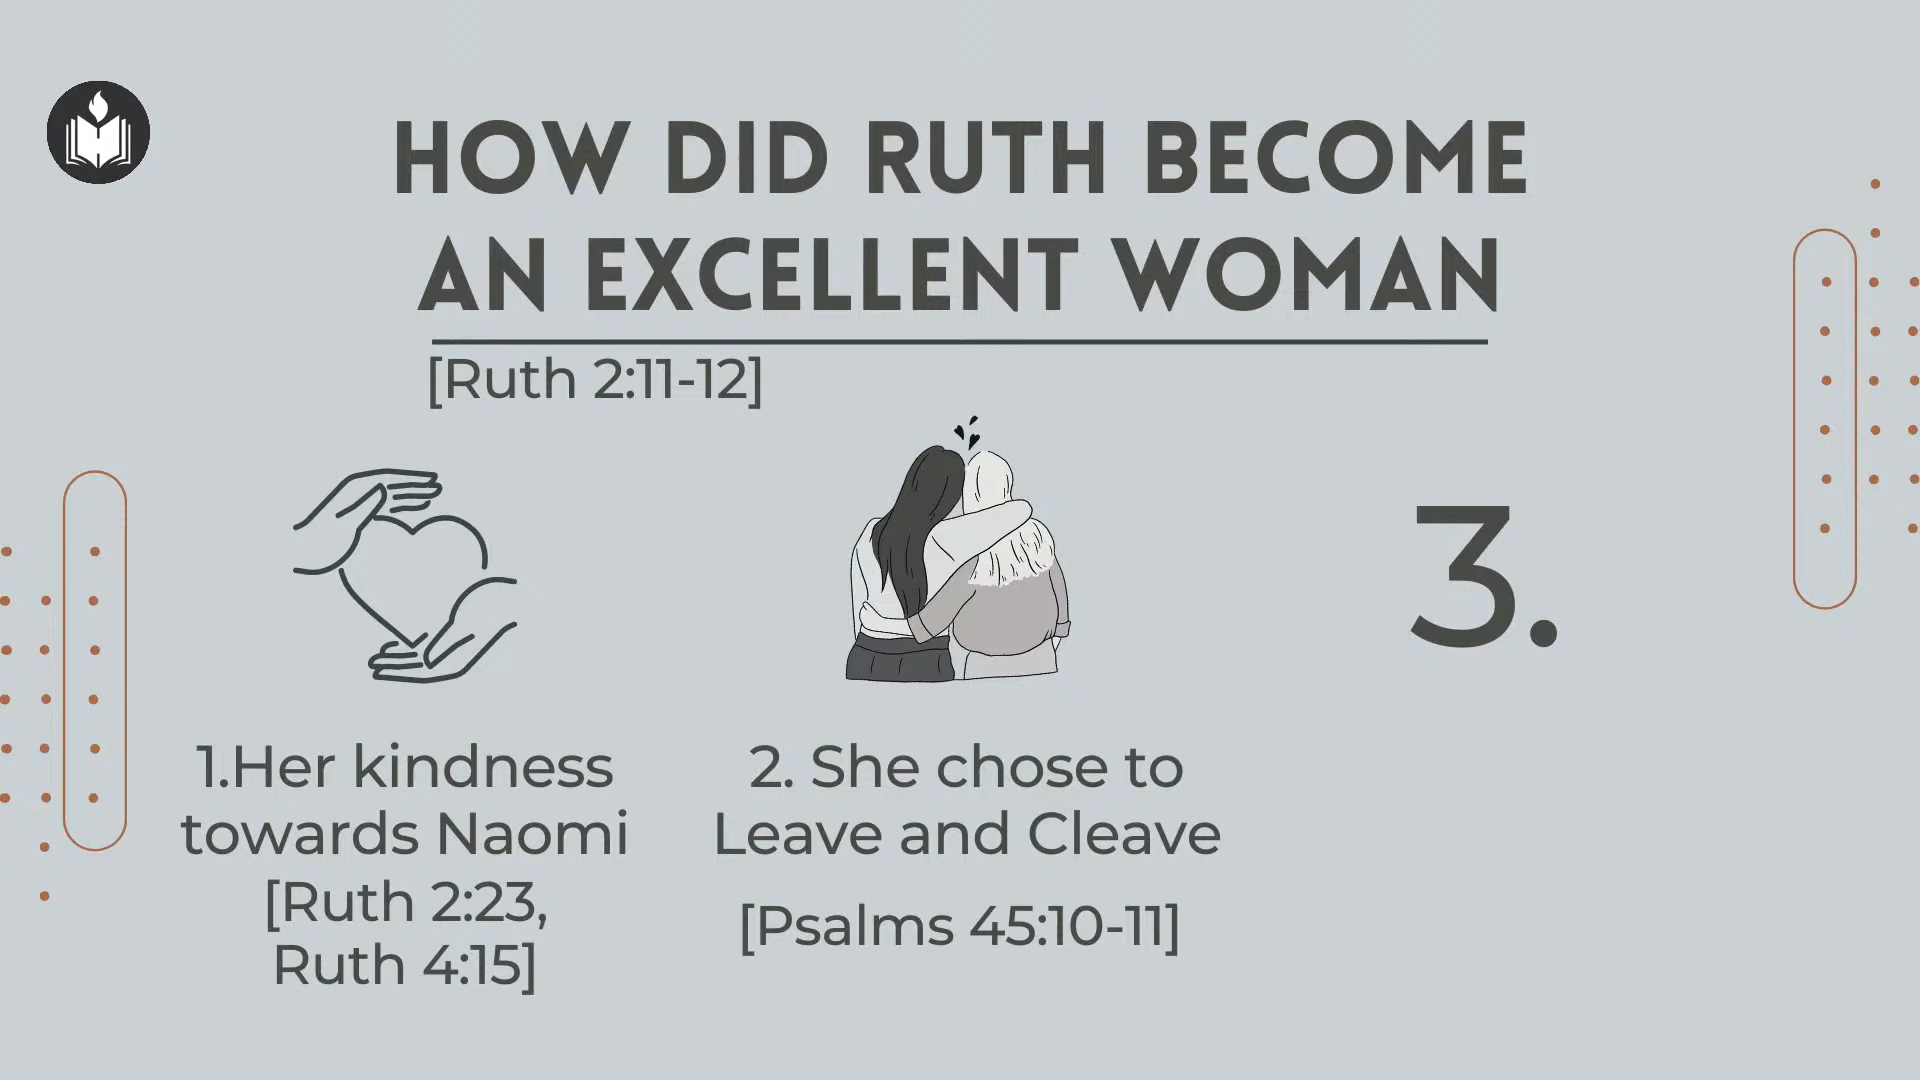 HOW DID RUTH BECOME
AN EXCELLENT WOMAN
[Ruth 2:11-12]
1.Her kindness
towards Naomi
[Ruth 2:23,
Ruth 4:15]
2. She chose to
Leave and Cleave
[Psalms 45:10-11]
3.